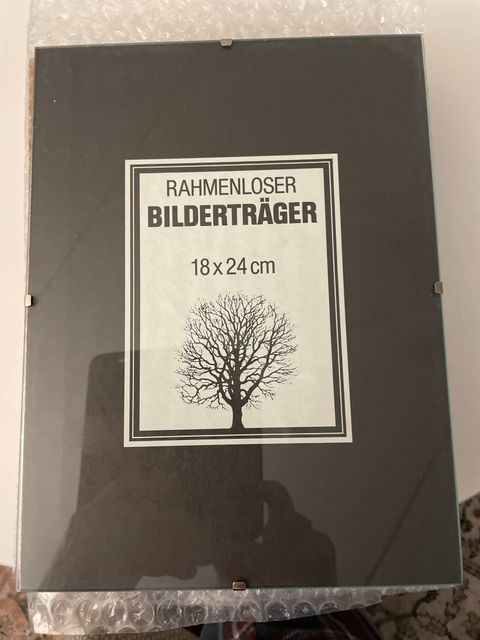 RAHMENLOSER
BILDERTRÄGER
18 x 24 cm